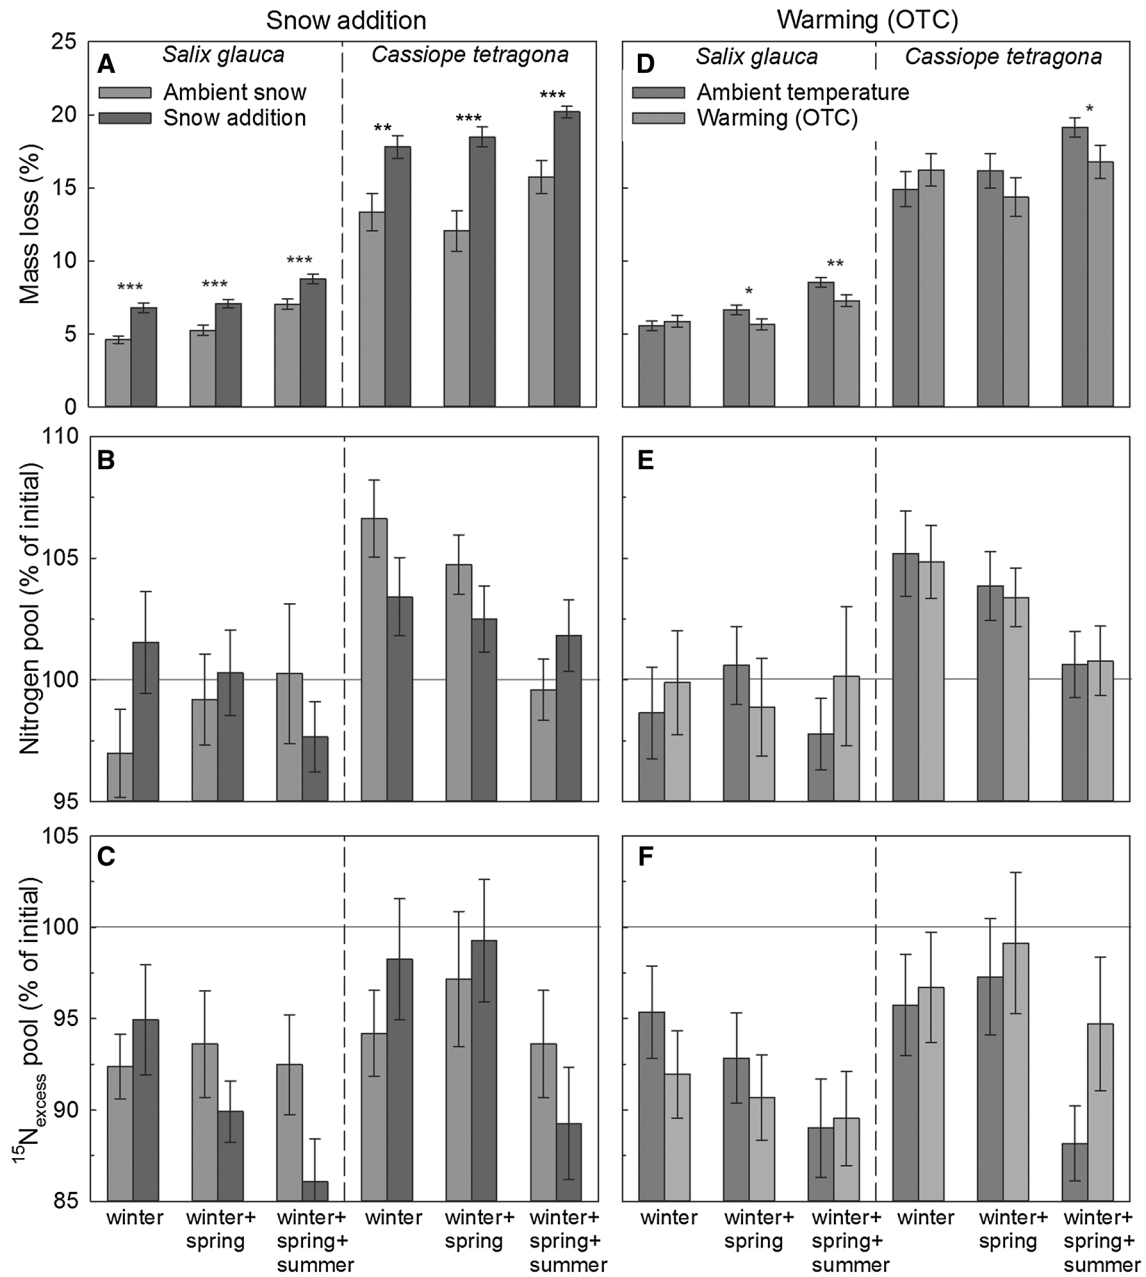 Snow addition
Warming (OTC)
A
Salix glauca
Cassiope tetragona
Ambient snow
Snow addition
Mass loss (%)
25
20
15
10
5
0
***
***
***
**
***
***
D
Salix glauca
Cassiope tetragona
Ambient temperature
Warming (OTC)
*
**
*
B
Nitrogen pool (% of initial)
110
105
100
95
E
C
15Nexcess pool (% of initial)
105
100
95
90
85
F
winter
winter+
spring
winter+
spring+
summer
winter
winter+
spring
winter+
spring+
summer
winter
winter+
spring
winter+
spring+
summer
winter
winter+
spring
winter+
spring+
summer